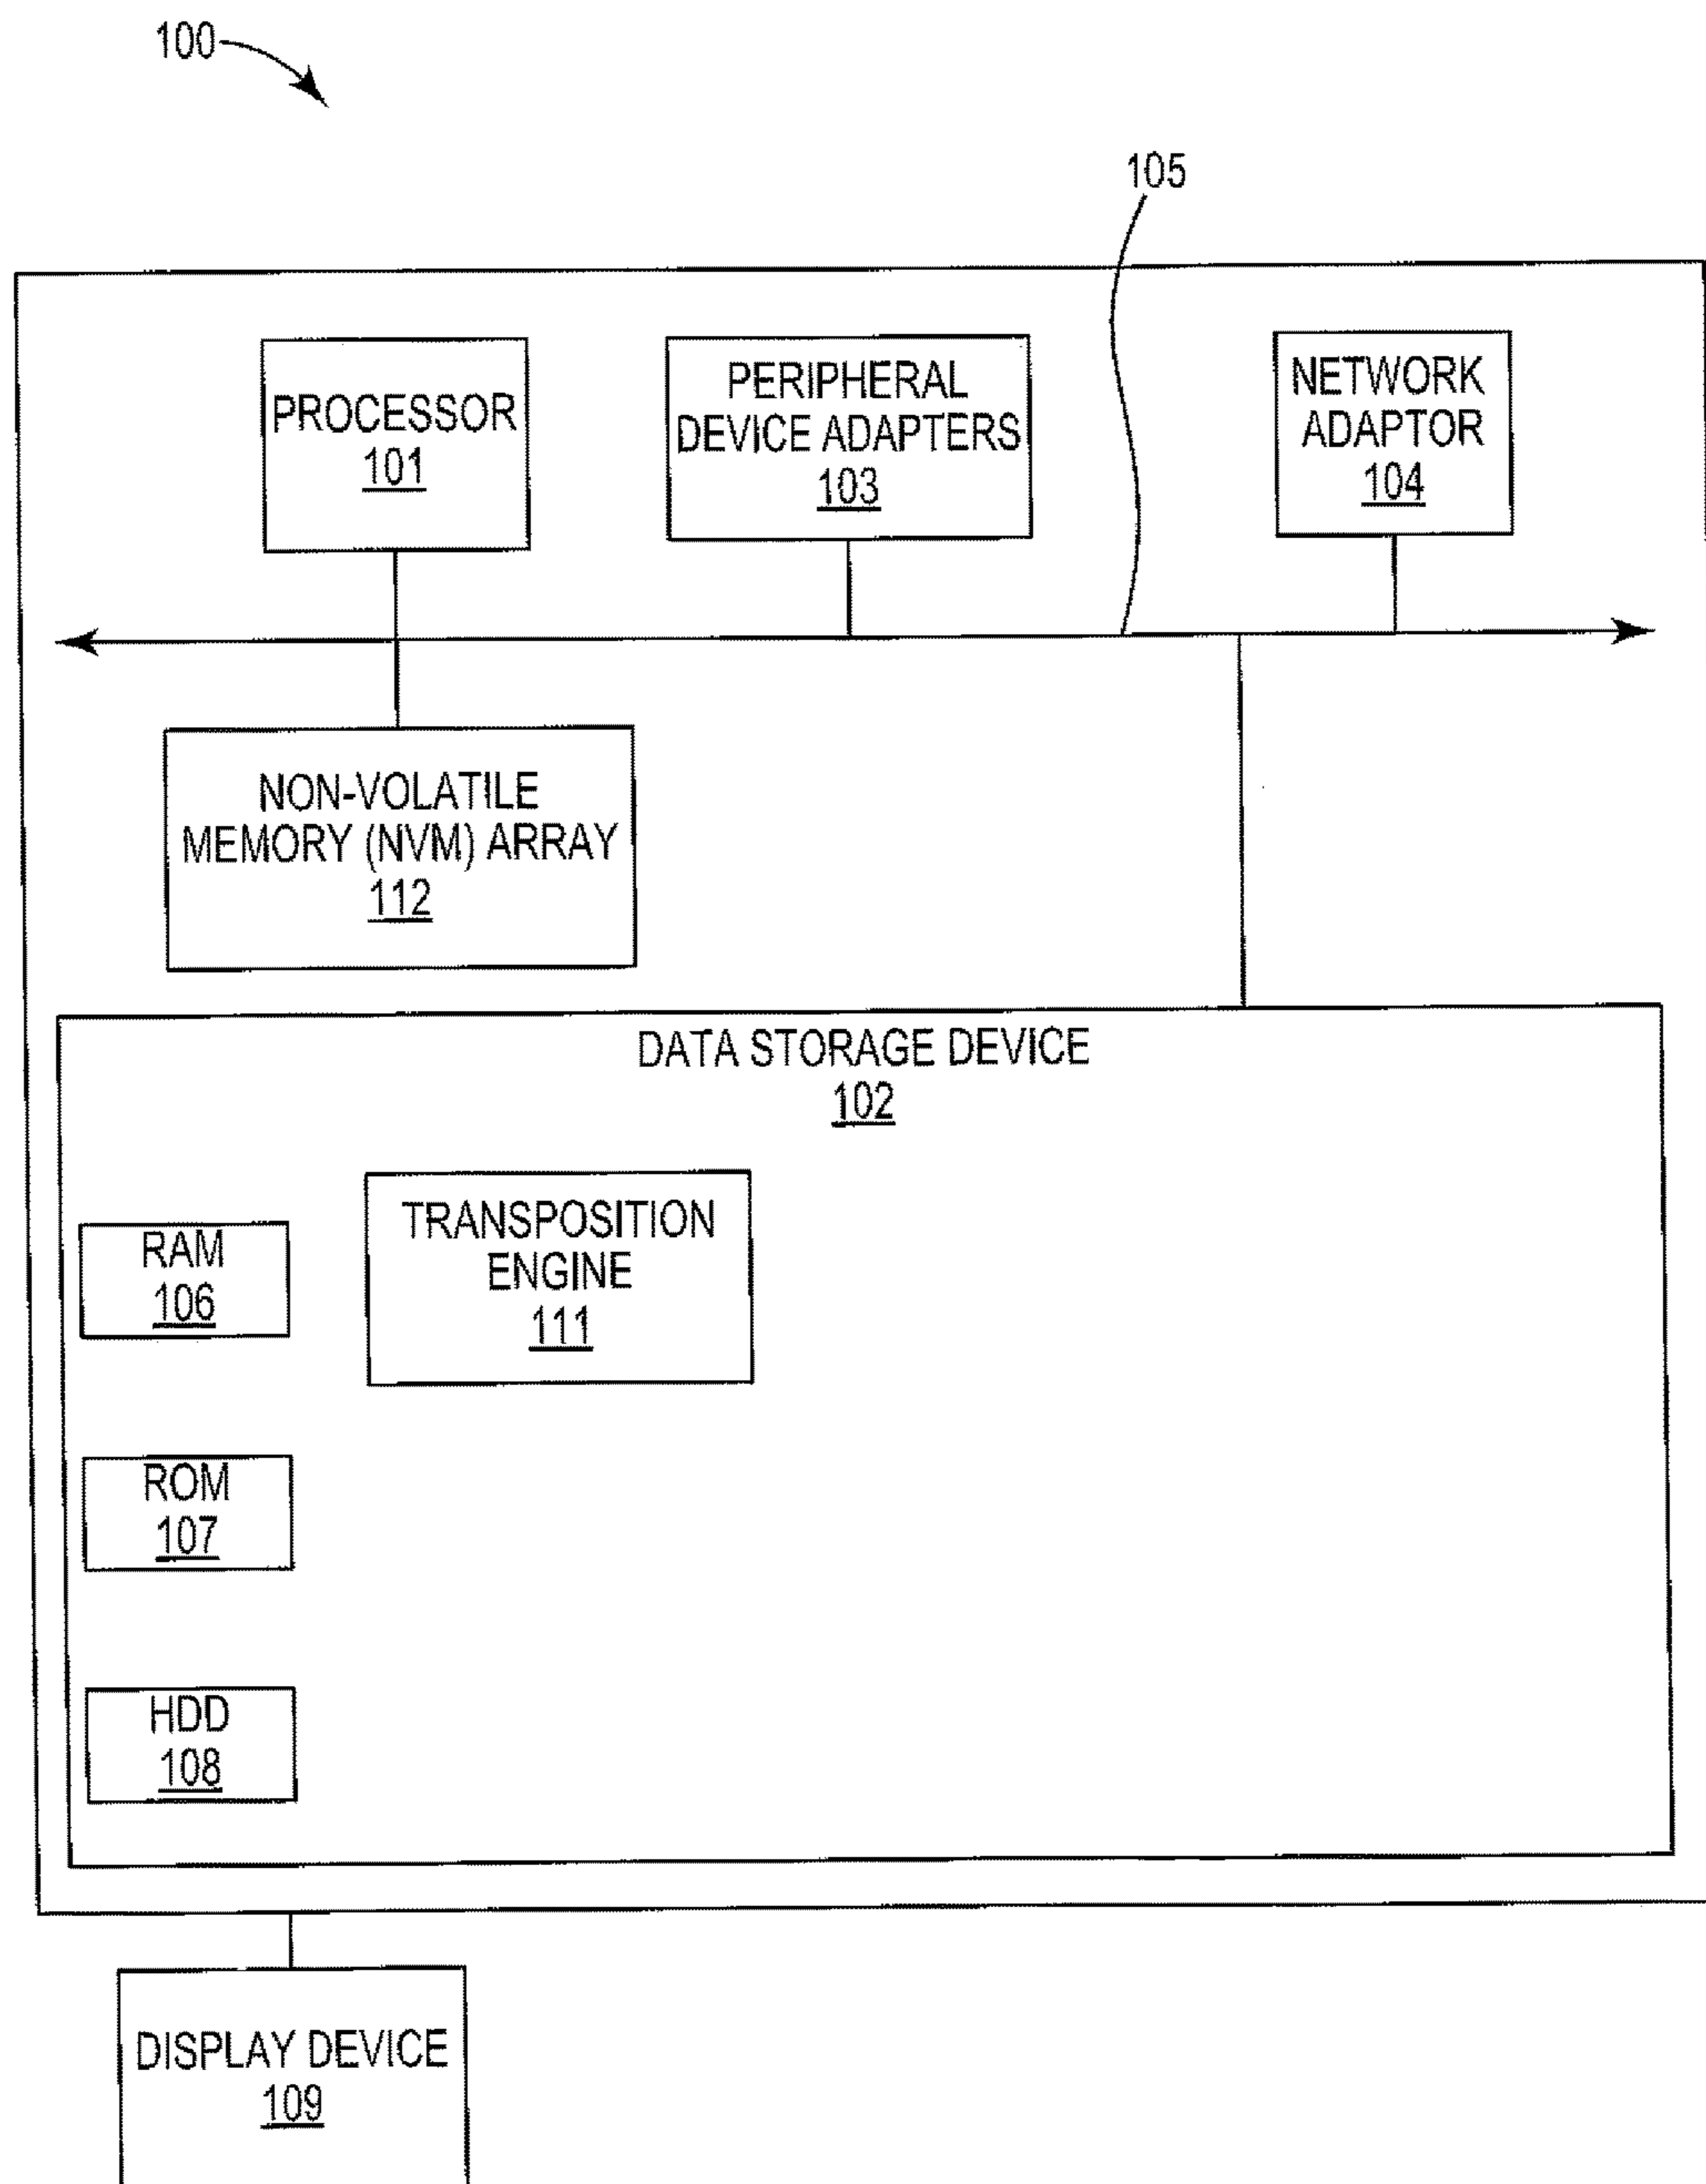 100
105
PROCESSOR
101
PERIPHERAL
DEVICE ADAPTERS
103
NETWORK
ADAPTOR
104
NON-VOLATILE
MEMORY (NVM) ARRAY
112
DATA STORAGE DEVICE
102
TRANSPOSITION
ENGINE
111
RAM
106
ROM
107
HDD
108
DISPLAY DEVICE
109